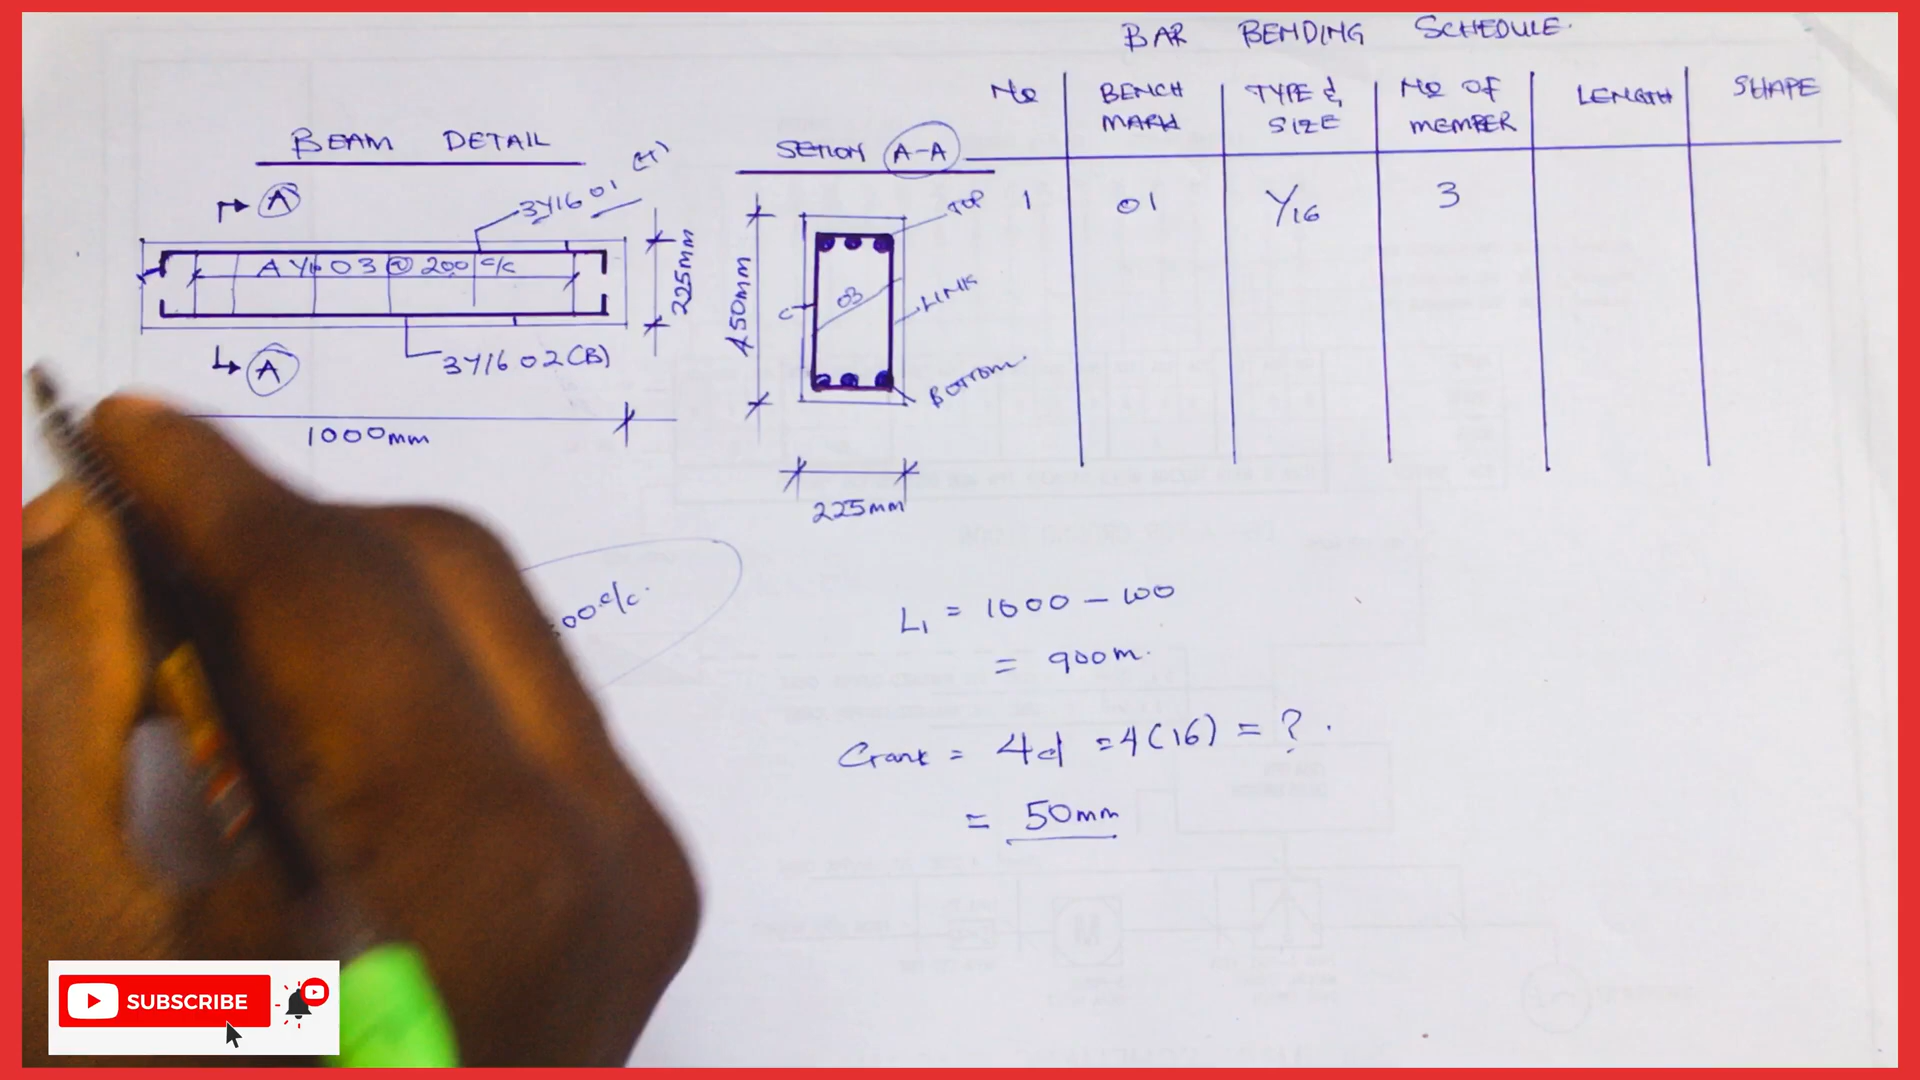 BAR BENDING SCHEDULE
No BENCH MARK TYPE & SIZE No OF MEMBER LENGTH SHAPE
1 01 Y16 3
BEAM DETAIL
A
3Y16 01 (T)
@ 200 c/c
225mm
3Y16 02 (B)
A
1000mm
SETION A-A
TOP
450mm
C
03
LINK
BOTTOM
225mm
00 c/c.
L1 = 1000 - 100
= 900m.
Crank = 4d = 4(16) = ?
= 50mm
SUBSCRIBE